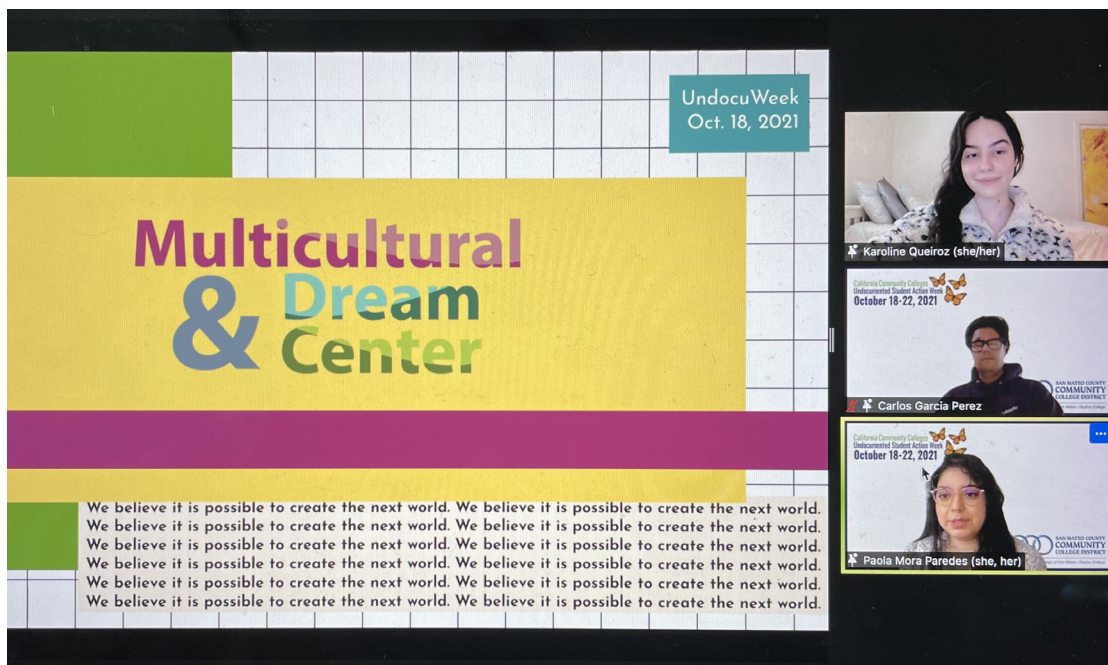 UndocuWeek
Oct. 18, 2021
Multicultural
& Dream
Center
We believe it is possible to create the next world. We believe it is possible to create the next world.
We believe it is possible to create the next world. We believe it is possible to create the next world.
We believe it is possible to create the next world. We believe it is possible to create the next world.
We believe it is possible to create the next world. We believe it is possible to create the next world.
We believe it is possible to create the next world. We believe it is possible to create the next world.
We believe it is possible to create the next world. We believe it is possible to create the next world.
Karoline Queiroz (she/her)
California Community Colleges
Undocumented Student Action Week
October 18-22, 2021
SAN MATEO COUNTY
COMMUNITY
COLLEGE DISTRICT
Carlos Garcia Perez
California Community Colleges
Undocumented Student Action Week
October 18-22, 2021
SAN MATEO COUNTY
COMMUNITY
COLLEGE DISTRICT
Paola Mora Paredes (she, her)